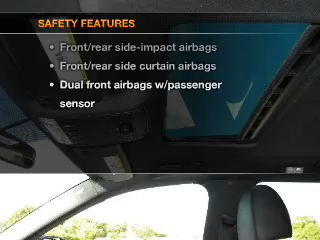 SAFETY FEATURES
• Front/rear side-impact airbags
• Front/rear side curtain airbags
• Dual front airbags w/passenger
sensor